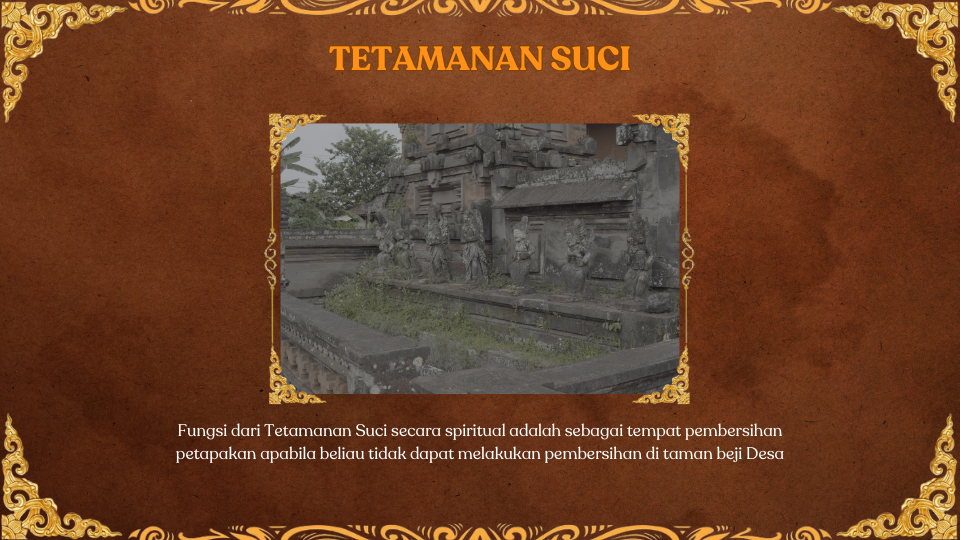 TETAMANAN SUCI
Fungsi dari Tetamanan Suci secara spiritual adalah sebagai tempat pembersihan
petapakan apabila beliau tidak dapat melakukan pembersihan di taman beji Desa